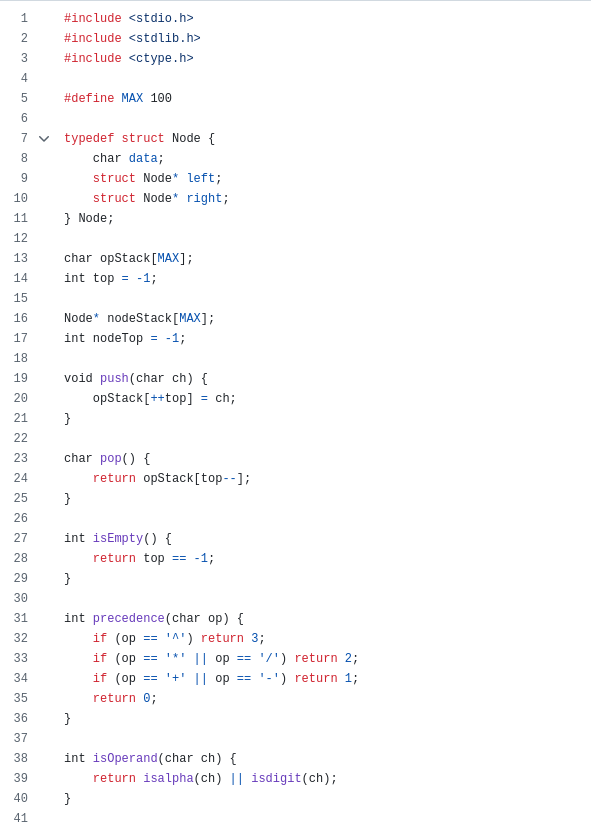 1 #include <stdio.h>
2 #include <stdlib.h>
3 #include <ctype.h>
4
5 #define MAX 100
6
7 typedef struct Node {
8     char data;
9     struct Node* left;
10     struct Node* right;
11 } Node;
12
13 char opStack[MAX];
14 int top = -1;
15
16 Node* nodeStack[MAX];
17 int nodeTop = -1;
18
19 void push(char ch) {
20     opStack[++top] = ch;
21 }
22
23 char pop() {
24     return opStack[top--];
25 }
26
27 int isEmpty() {
28     return top == -1;
29 }
30
31 int precedence(char op) {
32     if (op == '^') return 3;
33     if (op == '*' || op == '/') return 2;
34     if (op == '+' || op == '-') return 1;
35     return 0;
36 }
37
38 int isOperand(char ch) {
39     return isalpha(ch) || isdigit(ch);
40 }
41